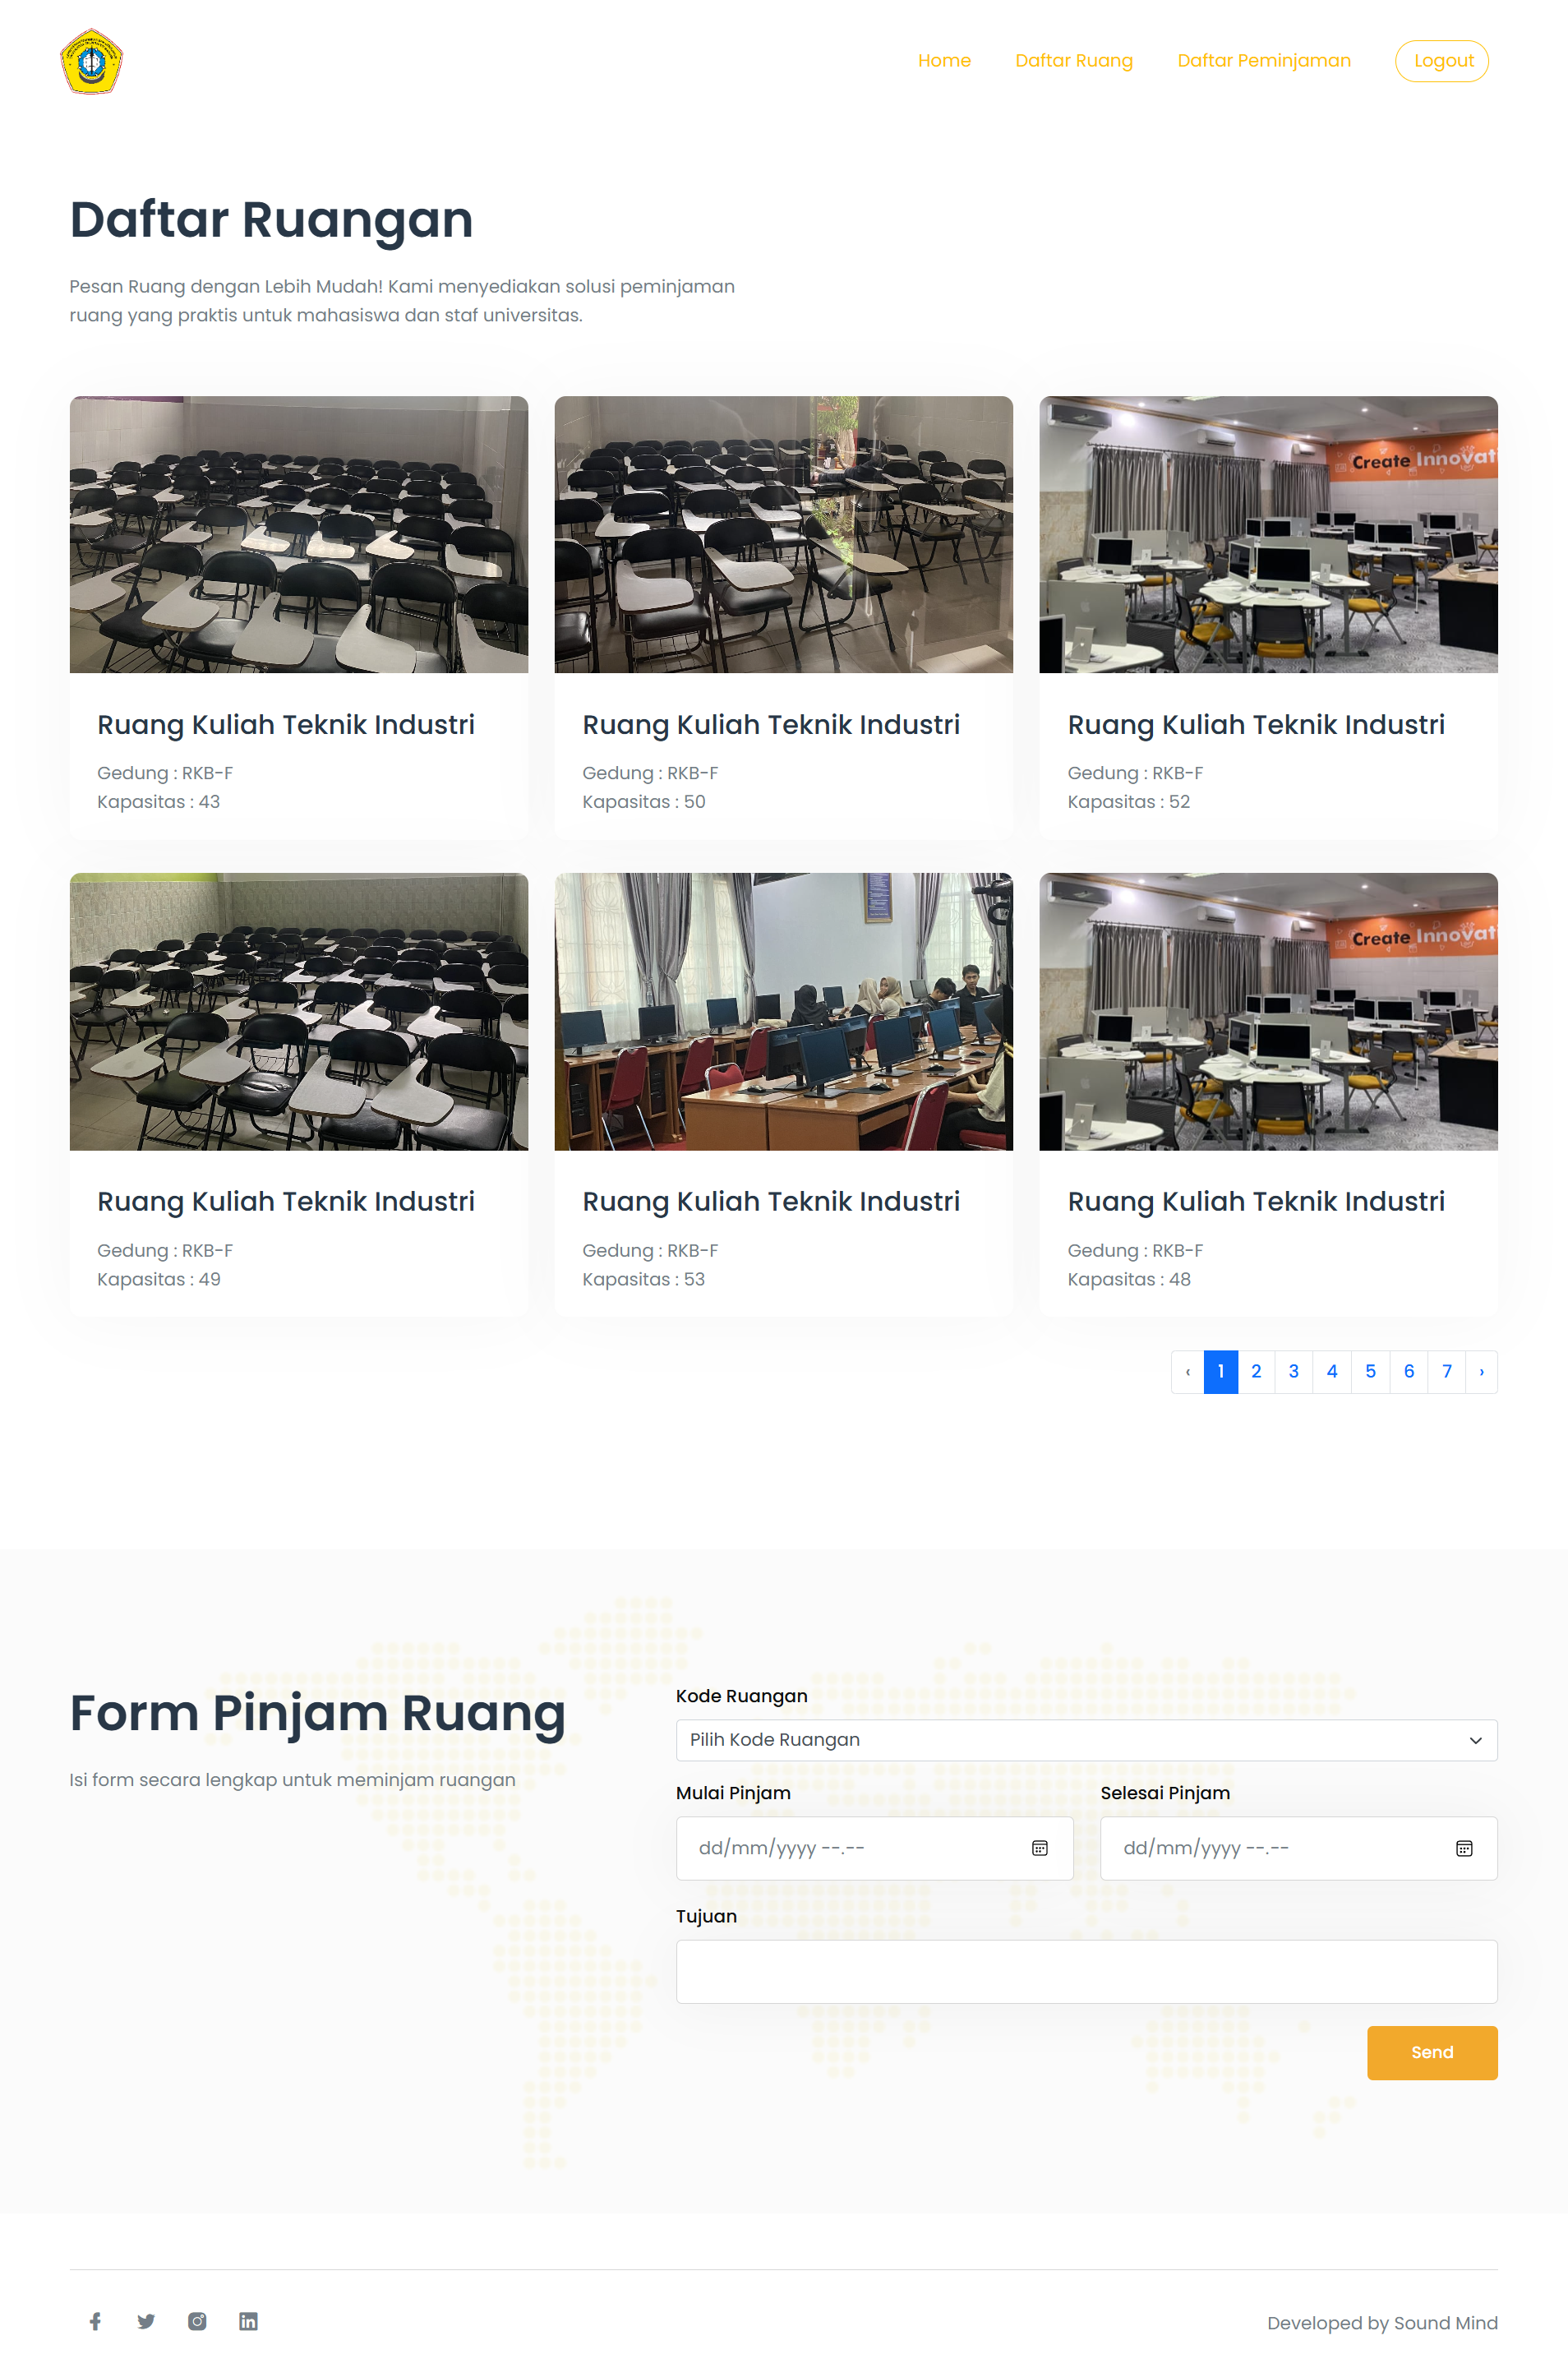 Home Daftar Ruang Daftar Peminjaman Logout
Daftar Ruangan
Pesan Ruang dengan Lebih Mudah! Kami menyediakan solusi peminjaman
ruang yang praktis untuk mahasiswa dan staf universitas.
Create Innovati
Ruang Kuliah Teknik Industri
Gedung : RKB-F
Kapasitas : 43
Ruang Kuliah Teknik Industri
Gedung : RKB-F
Kapasitas : 50
Ruang Kuliah Teknik Industri
Gedung : RKB-F
Kapasitas : 52
Create Innovati
Ruang Kuliah Teknik Industri
Gedung : RKB-F
Kapasitas : 49
Ruang Kuliah Teknik Industri
Gedung : RKB-F
Kapasitas : 53
Ruang Kuliah Teknik Industri
Gedung : RKB-F
Kapasitas : 48
‹ 1 2 3 4 5 6 7 ›
Form Pinjam Ruang
Isi form secara lengkap untuk meminjam ruangan
Kode Ruangan
Pilih Kode Ruangan
Mulai Pinjam
dd/mm/yyyy --.--
Selesai Pinjam
dd/mm/yyyy --.--
Tujuan
Send
Developed by Sound Mind